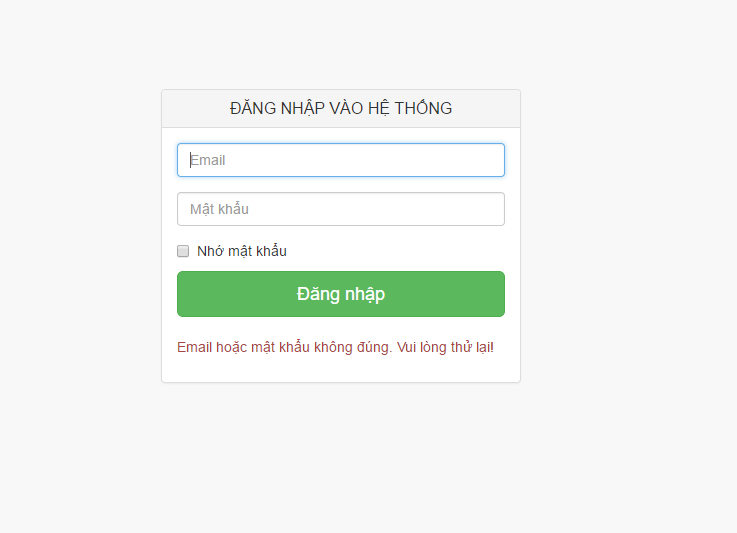 ĐĂNG NHẬP VÀO HỆ THỐNG
Email
Mật khẩu
Nhớ mật khẩu
Đăng nhập
Email hoặc mật khẩu không đúng. Vui lòng thử lại!